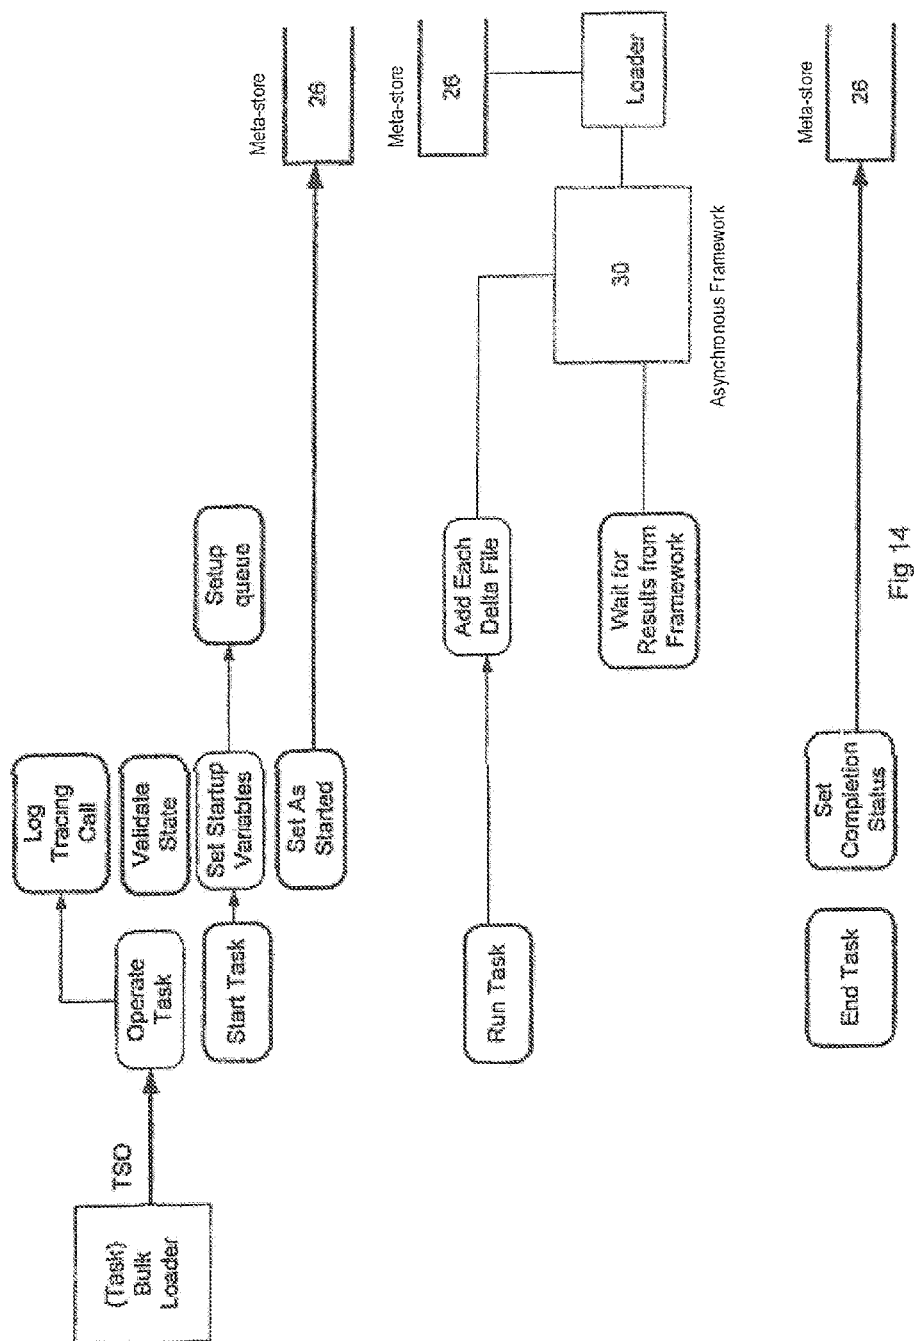 (Task)
Bulk
Loader
TSO
Operate
Task
Log
Tracing
Call
Validate
State
Start Task
Set Startup
Variables
Setup
queue
Set As
Started
Meta-store
26
Run Task
Add Each
Delta File
Wait for
Results from
Framework
30
Asynchronous Framework
Loader
Meta-store
26
End Task
Set
Completion
Status
Meta-store
26
Fig 14